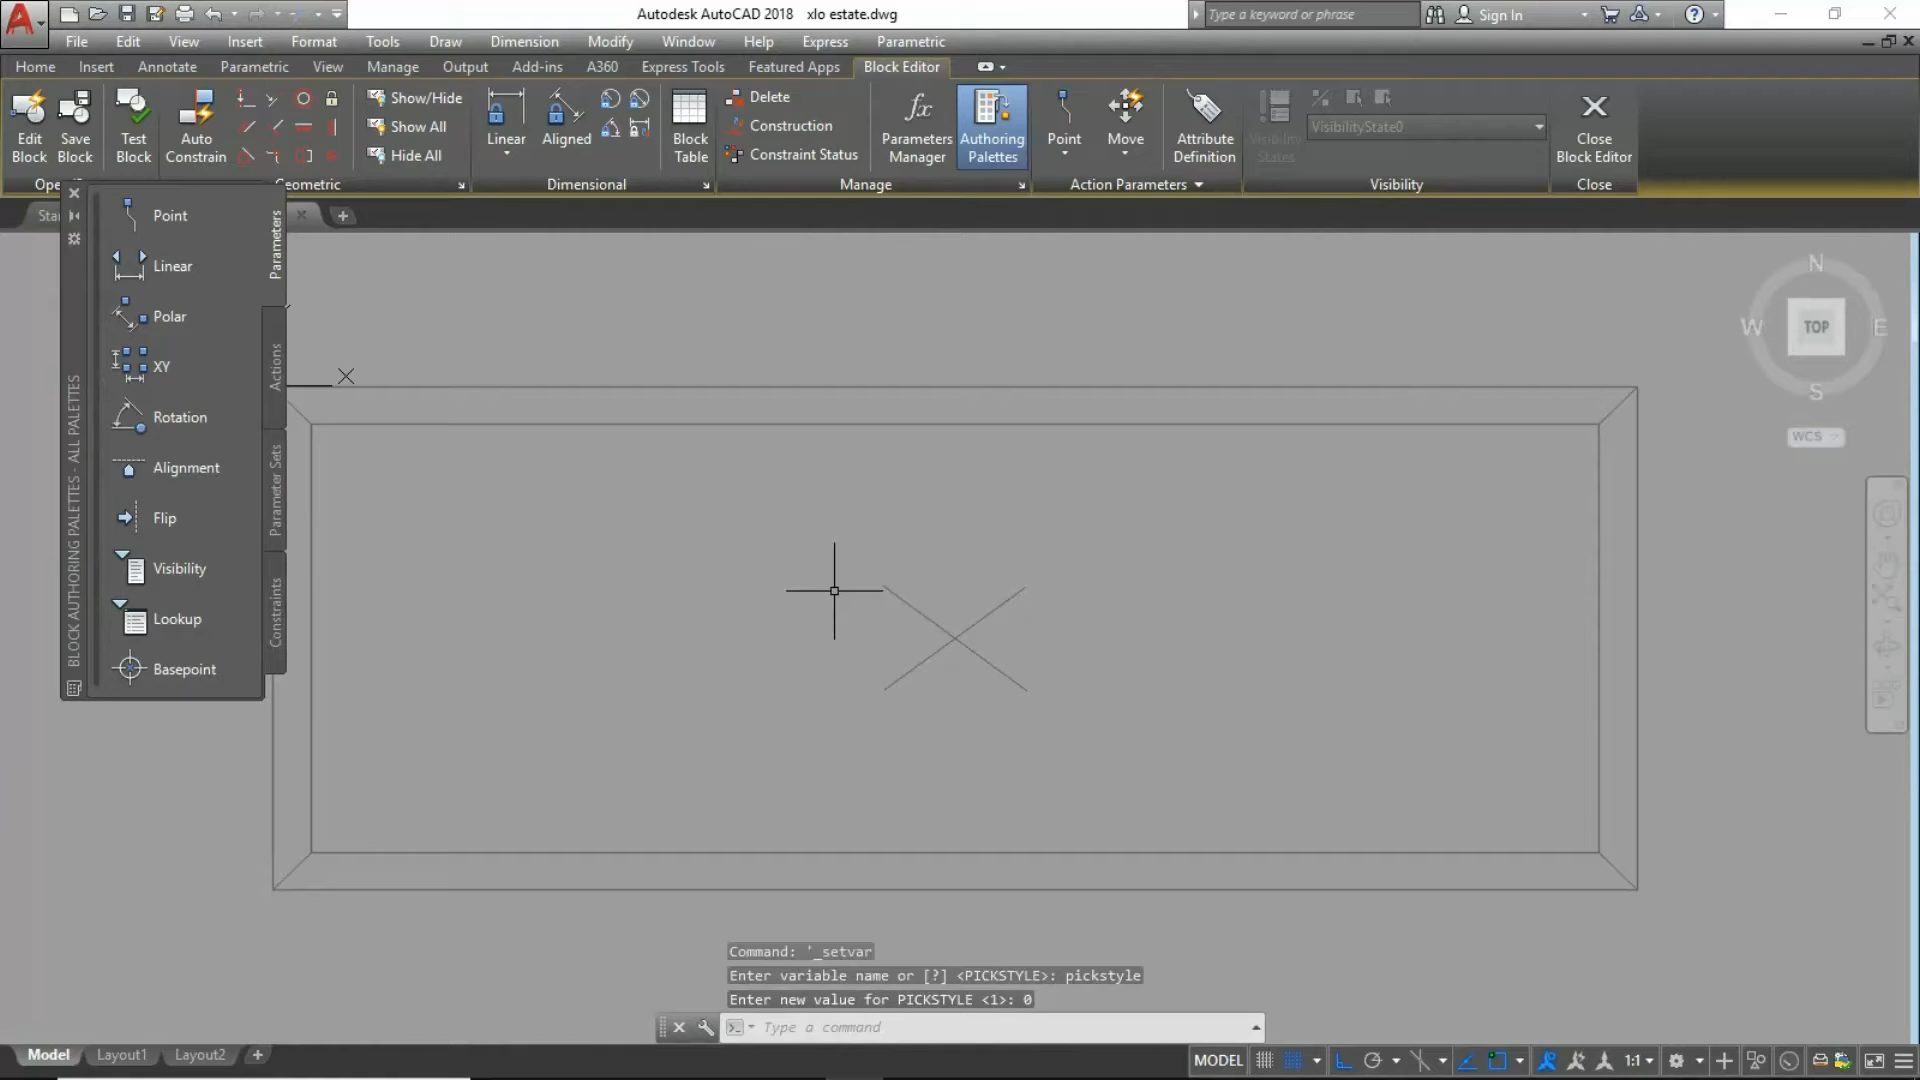 Autodesk AutoCAD 2018 xlo estate.dwg
Type a keyword or phrase
Sign In
File Edit View Insert Format Tools Draw Dimension Modify Window Help Express Parametric
Home Insert Annotate Parametric View Manage Output Add-ins A360 Express Tools Featured Apps Block Editor
Edit Block
Save Block
Test Block
Auto Constrain
Show/Hide
Show All
Hide All
Linear
Aligned
Block Table
Delete
Construction
Constraint Status
Parameters Manager
Authoring Palettes
Point
Move
Attribute Definition
Visibility States
VisibilityState0
Close Block Editor
Geometric
Dimensional
Manage
Action Parameters
Visibility
Close
Point
Linear
Polar
XY
Rotation
Alignment
Flip
Visibility
Lookup
Basepoint
Parameters
Actions
Parameter Sets
Constraints
BLOCK AUTHORING PALETTES - ALL PALETTES
N
W TOP E
S
WCS
Command: '_setvar
Enter variable name or [?] <PICKSTYLE>: pickstyle
Enter new value for PICKSTYLE <1>: 0
Type a command
Model Layout1 Layout2
MODEL
1:1